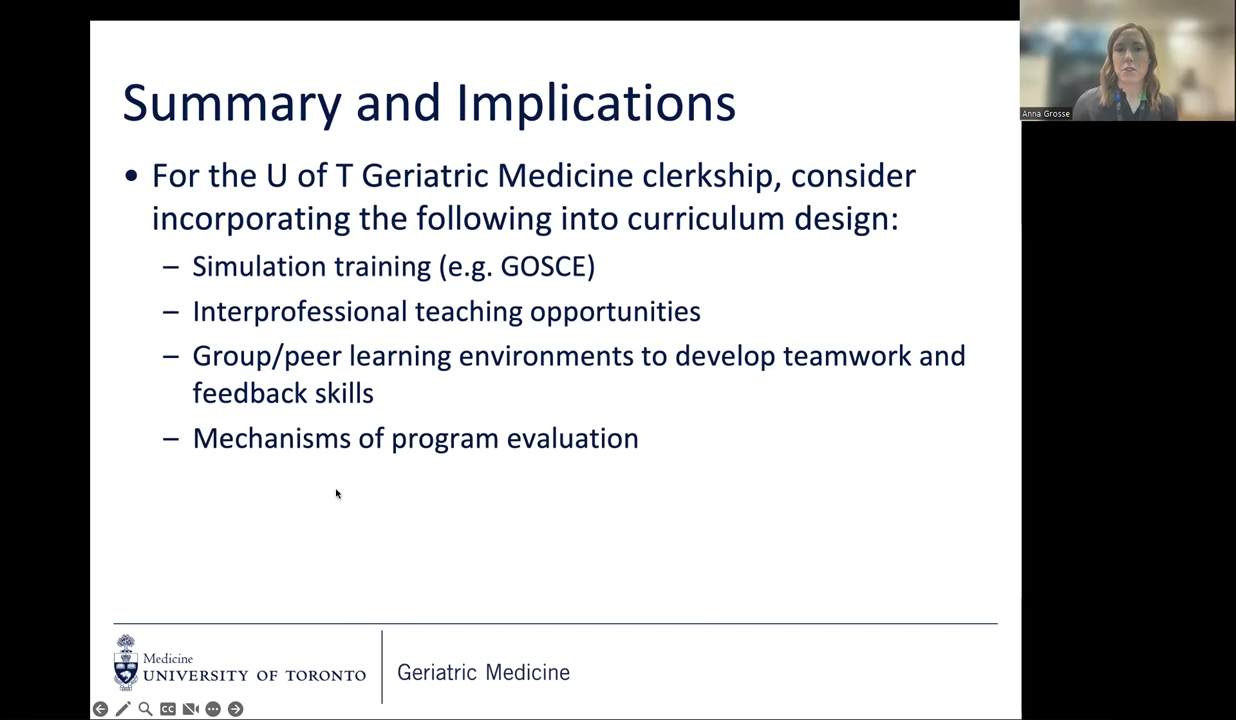 Summary and Implications
• For the U of T Geriatric Medicine clerkship, consider
incorporating the following into curriculum design:
– Simulation training (e.g. GOSCE)
– Interprofessional teaching opportunities
– Group/peer learning environments to develop teamwork and
feedback skills
– Mechanisms of program evaluation
Medicine
UNIVERSITY OF TORONTO
Geriatric Medicine
CC
Anna Grosse